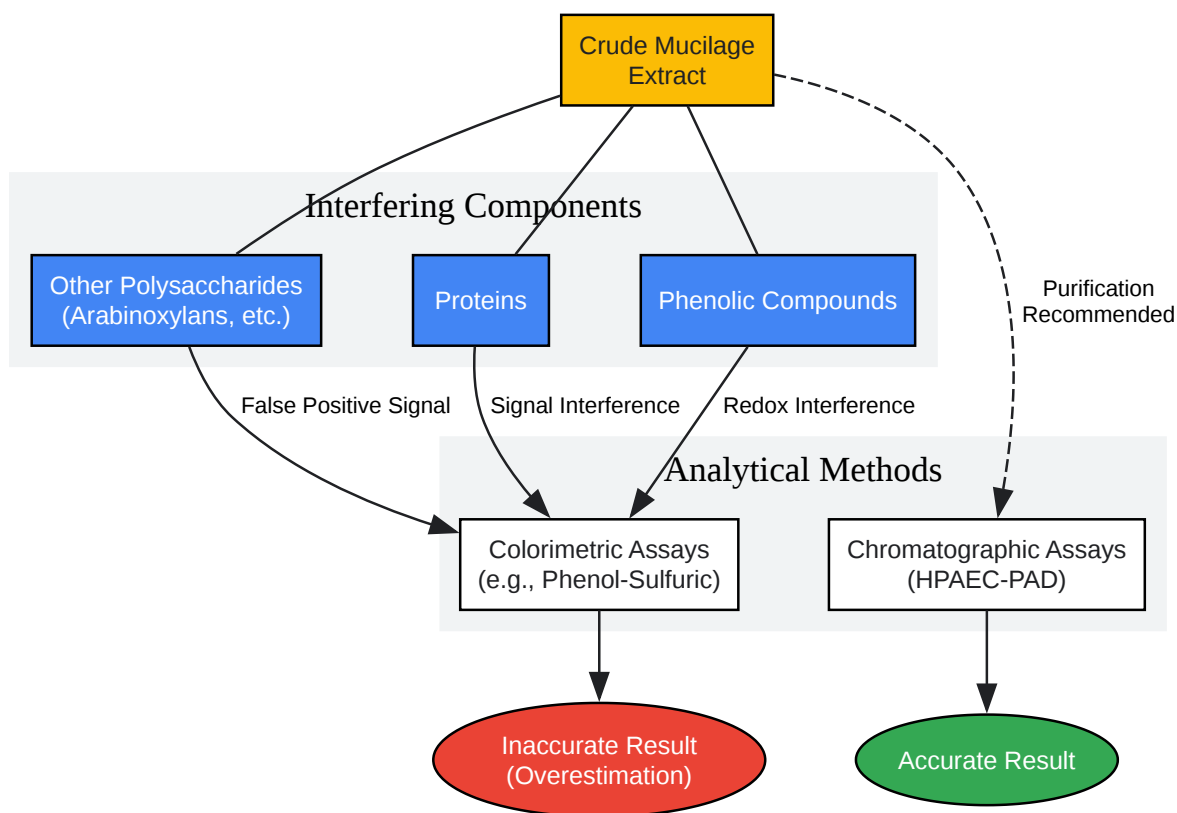 Crude Mucilage
Extract
Interfering Components
Other Polysaccharides
(Arabinoxylans, etc.)
Proteins
Phenolic Compounds
Purification
Recommended
False Positive Signal
Signal Interference
Redox Interference
Analytical Methods
Colorimetric Assays
(e.g., Phenol-Sulfuric)
Chromatographic Assays
(HPAEC-PAD)
Inaccurate Result
(Overestimation)
Accurate Result